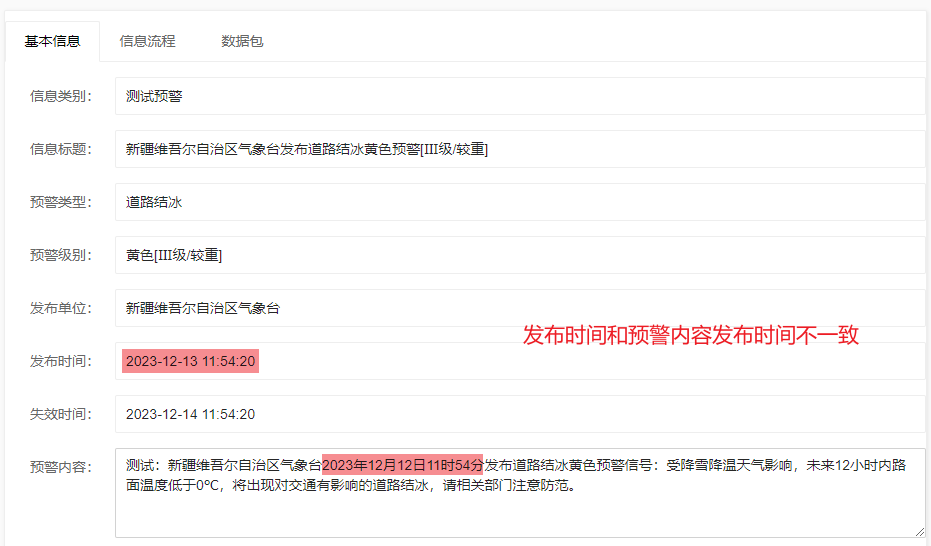 基本信息 信息流程 数据包
信息类别： 测试预警
信息标题： 新疆维吾尔自治区气象台发布道路结冰黄色预警[III级/较重]
预警类型： 道路结冰
预警级别： 黄色[III级/较重]
发布单位： 新疆维吾尔自治区气象台
发布时间和预警内容发布时间不一致
发布时间： 2023-12-13 11:54:20
失效时间： 2023-12-14 11:54:20
预警内容： 测试：新疆维吾尔自治区气象台2023年12月12日11时54分发布道路结冰黄色预警信号：受降雪降温天气影响，未来12小时内路
面温度低于0℃，将出现对交通有影响的道路结冰，请相关部门注意防范。